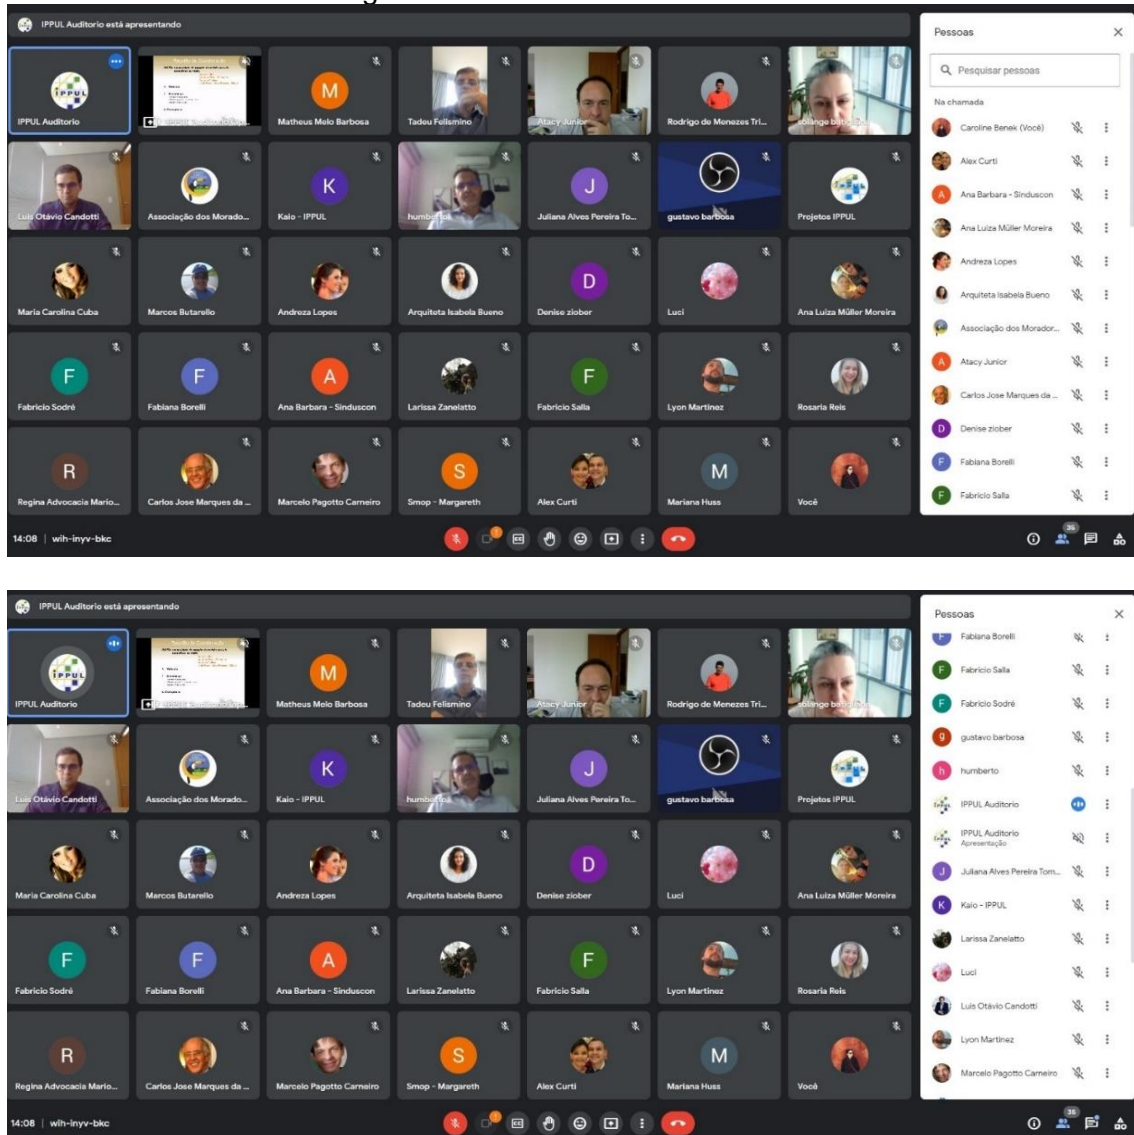 IPPUL Auditorio está apresentando
IPPUL Auditorio
Matheus Melo Barbosa
Tadeu Felismino
Atacy Junior
Rodrigo de Menezes Tri...
solange
Luis Otávio Candotti
Associação dos Morado...
Kaio - IPPUL
humberto
Juliana Alves Pereira To...
gustavo barbosa
Projetos IPPUL
Maria Carolina Cuba
Marcos Butarello
Andreza Lopes
Arquiteta Isabela Bueno
Denise ziober
Luci
Ana Luiza Müller Moreira
Fabricio Sodré
Fabiana Borelli
Ana Barbara - Sinduscon
Larissa Zanelatto
Fabricio Salla
Lyon Martinez
Rosaria Reis
Regina Advocacia Mario...
Carlos Jose Marques da ...
Marcelo Pagotto Carneiro
Smop - Margareth
Alex Curti
Mariana Huss
Você
14:08 | wih-inyv-bkc
Pessoas
Pesquisar pessoas
Na chamada
Caroline Benek (Você)
Alex Curti
Ana Barbara - Sinduscon
Ana Luiza Müller Moreira
Andreza Lopes
Arquiteta Isabela Bueno
Associação dos Morador...
Atacy Junior
Carlos Jose Marques da ...
Denise ziober
Fabiana Borelli
Fabricio Salla
35
IPPUL Auditorio está apresentando
IPPUL Auditorio
Matheus Melo Barbosa
Tadeu Felismino
Atacy Junior
Rodrigo de Menezes Tri...
solange
Luis Otávio Candotti
Associação dos Morado...
Kaio - IPPUL
humberto
Juliana Alves Pereira To...
gustavo barbosa
Projetos IPPUL
Maria Carolina Cuba
Marcos Butarello
Andreza Lopes
Arquiteta Isabela Bueno
Denise ziober
Luci
Ana Luiza Müller Moreira
Fabricio Sodré
Fabiana Borelli
Ana Barbara - Sinduscon
Larissa Zanelatto
Fabricio Salla
Lyon Martinez
Rosaria Reis
Regina Advocacia Mario...
Carlos Jose Marques da ...
Marcelo Pagotto Carneiro
Smop - Margareth
Alex Curti
Mariana Huss
Você
14:08 | wih-inyv-bkc
Pessoas
Fabiana Borelli
Fabricio Salla
Fabricio Sodré
gustavo barbosa
humberto
IPPUL Auditorio
IPPUL Auditorio
Apresentação
Juliana Alves Pereira Tom...
Kaio - IPPUL
Larissa Zanelatto
Luci
Luis Otávio Candotti
Lyon Martinez
Marcelo Pagotto Carneiro
35